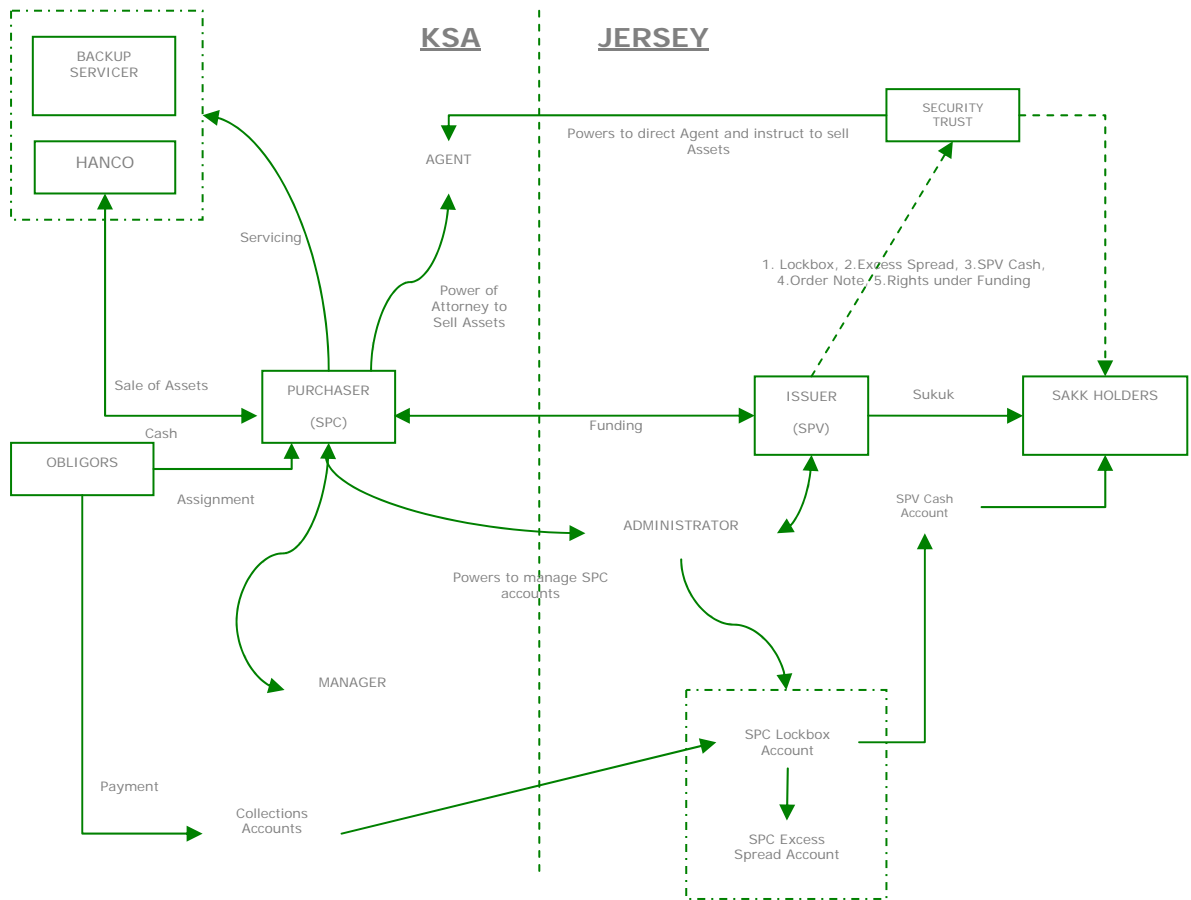 KSA
JERSEY
BACKUP
SERVICER
HANCO
SECURITY
TRUST
Powers to direct Agent and instruct to sell
Assets
AGENT
Servicing
1. Lockbox, 2.Excess Spread, 3.SPV Cash,
4.Order Note, 5.Rights under Funding
Power of
Attorney to
Sell Assets
Sale of Assets
Cash
PURCHASER
(SPC)
Funding
ISSUER
(SPV)
Sukuk
SAKK HOLDERS
OBLIGORS
Assignment
ADMINISTRATOR
SPV Cash
Account
Powers to manage SPC
accounts
MANAGER
SPC Lockbox
Account
Payment
Collections
Accounts
SPC Excess
Spread Account